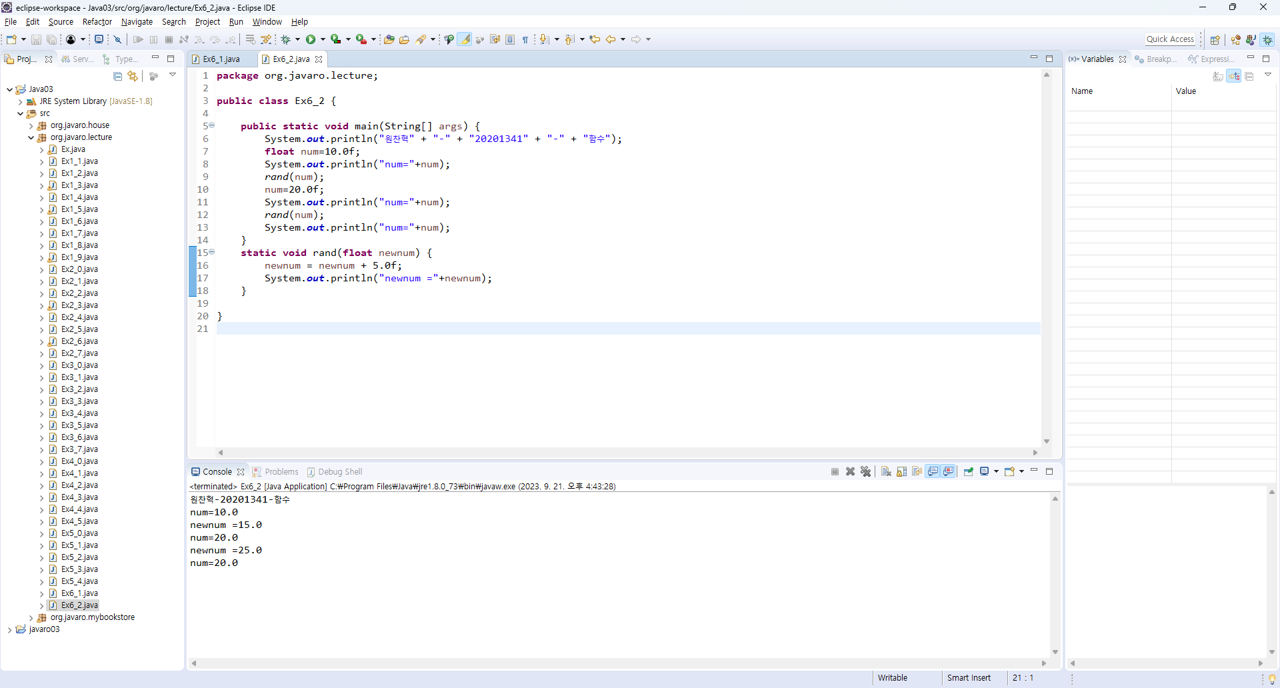 eclipse-workspace - Java03/src/org/javaro/lecture/Ex6_2.java - Eclipse IDE
File Edit Source Refactor Navigate Search Project Run Window Help
Quick Access
Proj... Serv... Type...
Java03
JRE System Library [JavaSE-1.8]
src
org.javaro.house
org.javaro.lecture
Ex.java
Ex1_1.java
Ex1_2.java
Ex1_3.java
Ex1_4.java
Ex1_5.java
Ex1_6.java
Ex1_7.java
Ex1_8.java
Ex1_9.java
Ex2_0.java
Ex2_1.java
Ex2_2.java
Ex2_3.java
Ex2_4.java
Ex2_5.java
Ex2_6.java
Ex2_7.java
Ex3_0.java
Ex3_1.java
Ex3_2.java
Ex3_3.java
Ex3_4.java
Ex3_5.java
Ex3_6.java
Ex3_7.java
Ex4_0.java
Ex4_1.java
Ex4_2.java
Ex4_3.java
Ex4_4.java
Ex4_5.java
Ex5_0.java
Ex5_1.java
Ex5_2.java
Ex5_3.java
Ex5_4.java
Ex6_1.java
Ex6_2.java
org.javaro.mybookstore
javaro03
Ex6_1.java Ex6_2.java
1 package org.javaro.lecture;
2
3 public class Ex6_2 {
4
5 public static void main(String[] args) {
6 System.out.println("원찬혁" + "-" + "20201341" + "-" + "함수");
7 float num=10.0f;
8 System.out.println("num="+num);
9 rand(num);
10 num=20.0f;
11 System.out.println("num="+num);
12 rand(num);
13 System.out.println("num="+num);
14 }
15 static void rand(float newnum) {
16 newnum = newnum + 5.0f;
17 System.out.println("newnum ="+newnum);
18 }
19
20 }
21
Console Problems Debug Shell
<terminated> Ex6_2 [Java Application] C:₩Program Files₩Java₩jre1.8.0_73₩bin₩javaw.exe (2023. 9. 21. 오후 4:43:28)
원찬혁-20201341-함수
num=10.0
newnum =15.0
num=20.0
newnum =25.0
num=20.0
(x)= Variables Breakp... Expressi...
Name Value
Writable Smart Insert 21 : 1